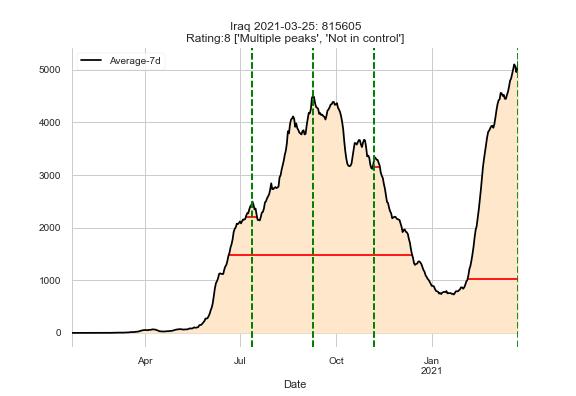 Iraq 2021-03-25: 815605
Rating:8 ['Multiple peaks', 'Not in control']
Average-7d
5000
4000
3000
2000
1000
0
Apr
Jul
Oct
Jan
2021
Date